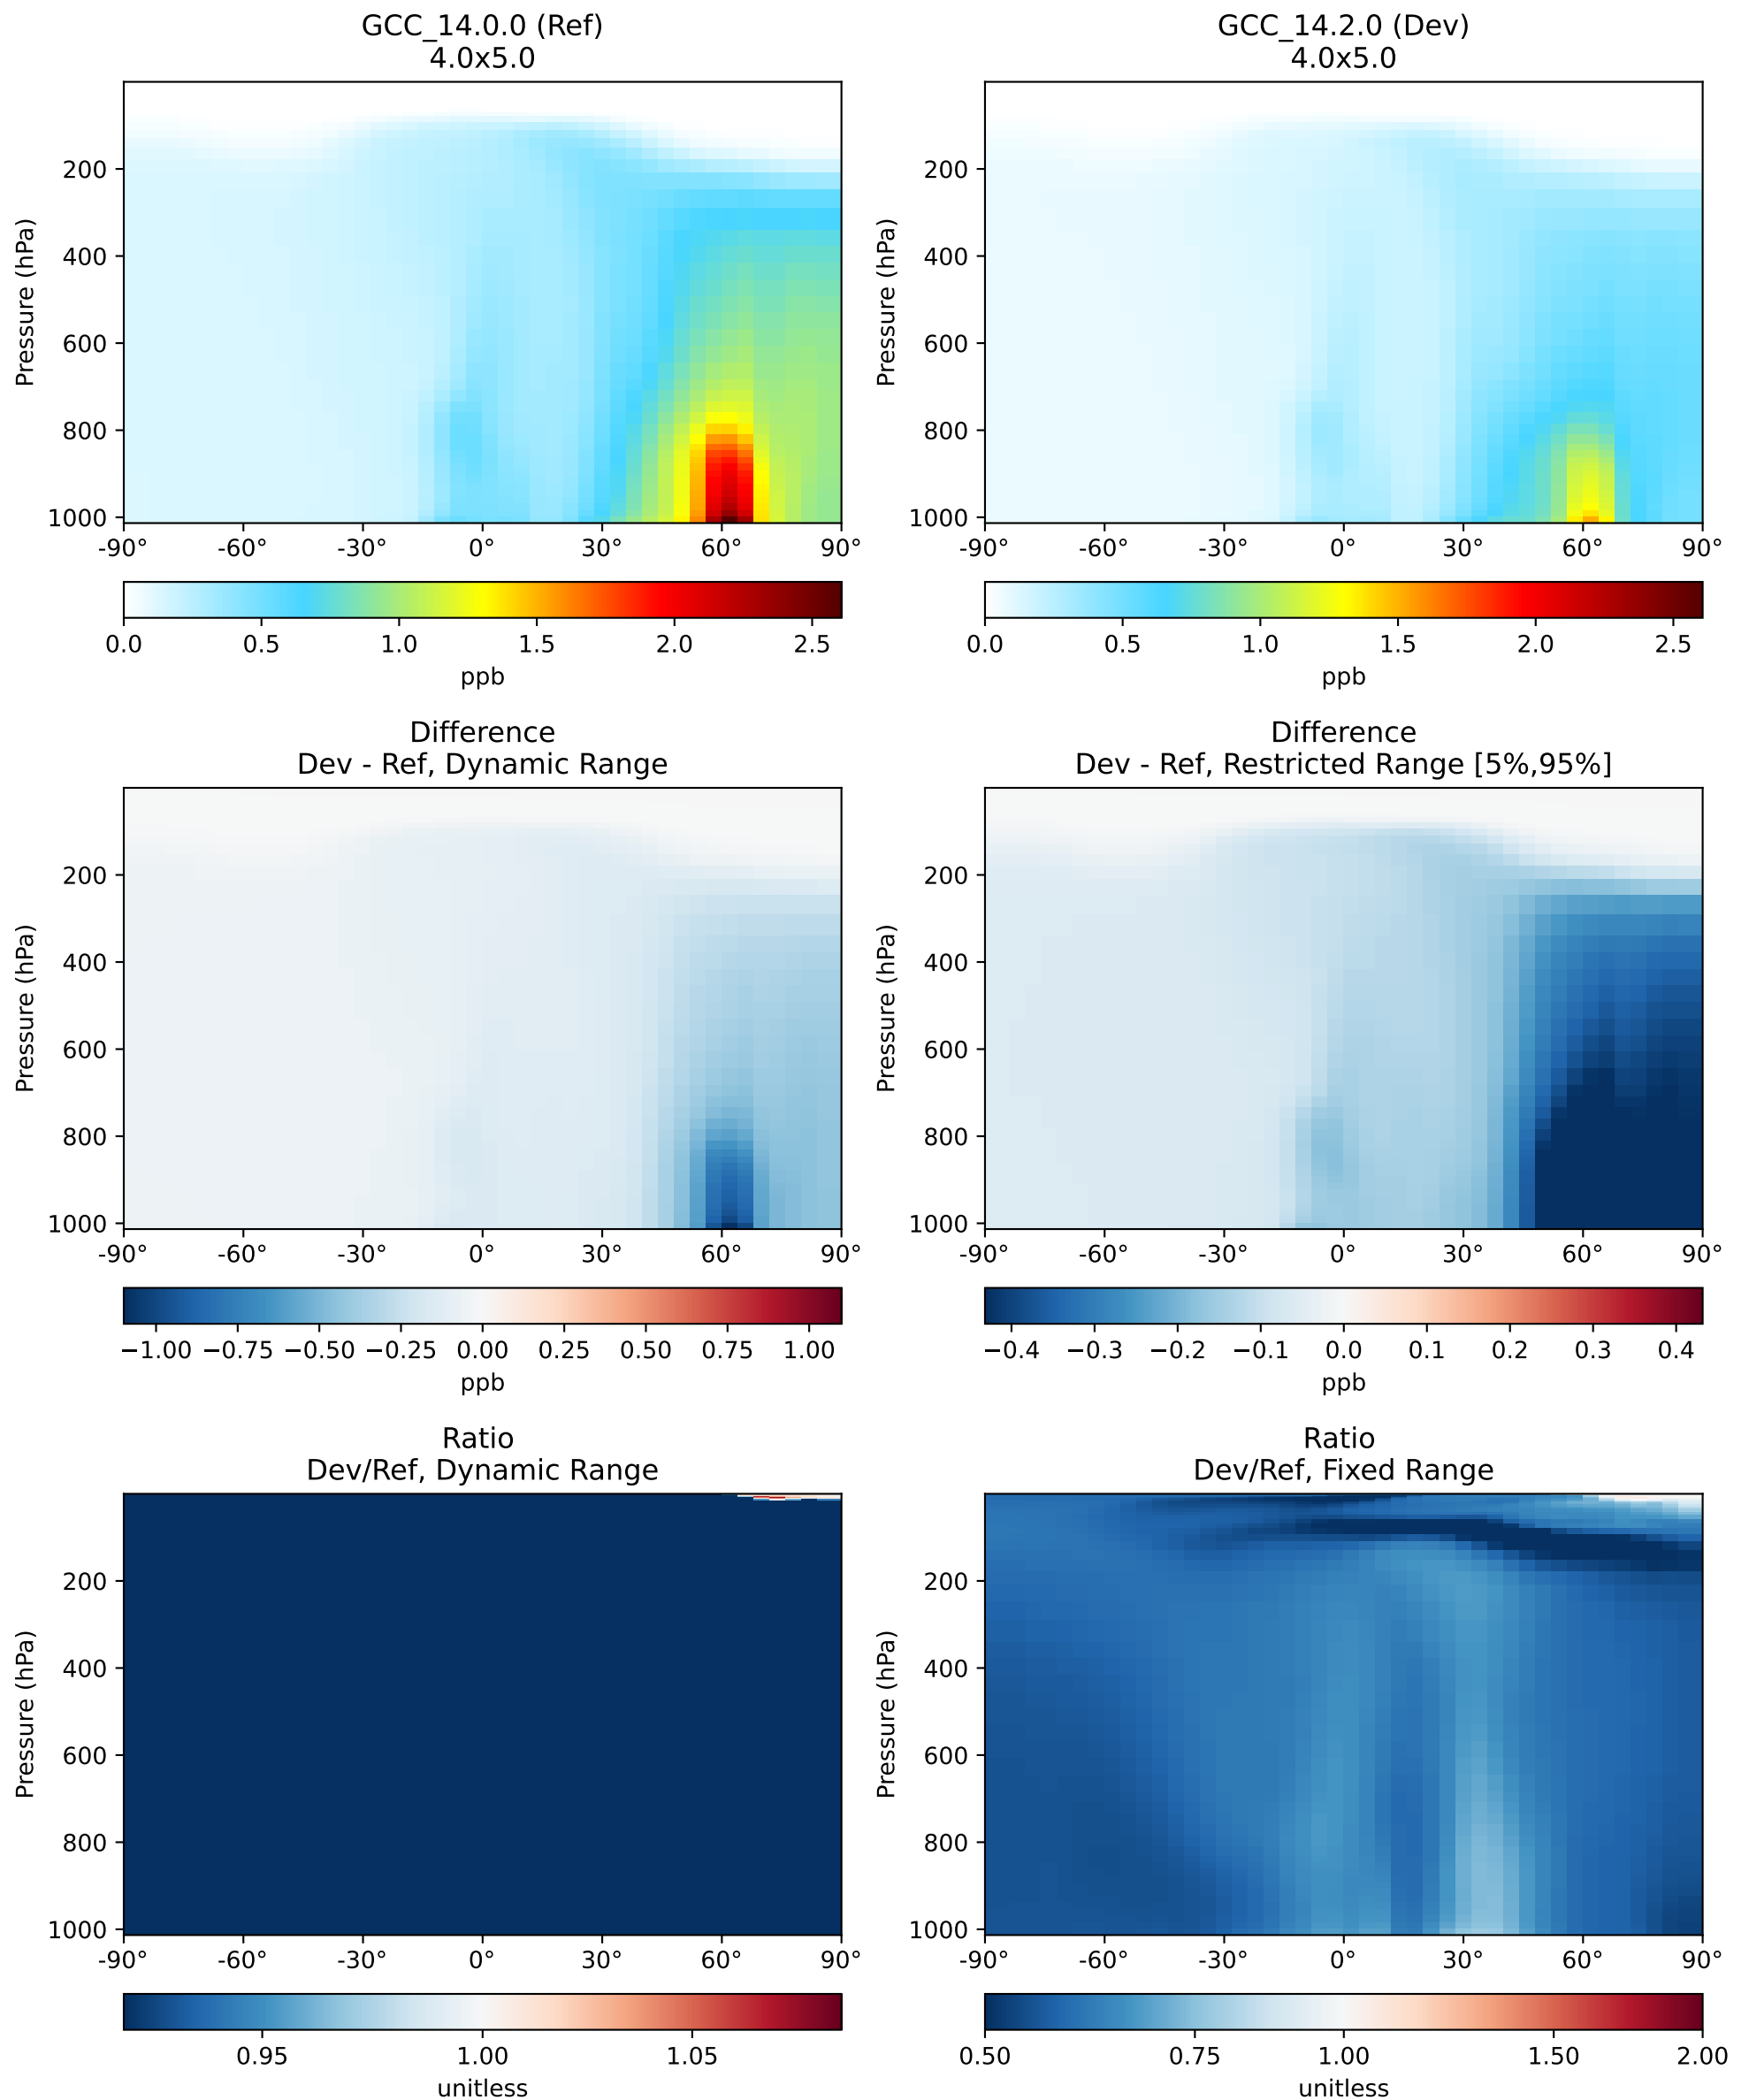 GCC_14.0.0 (Ref)
4.0x5.0
Pressure (hPa)
200
400
600
800
1000
-90° -60° -30° 0° 30° 60° 90°
0.0 0.5 1.0 1.5 2.0 2.5
ppb
GCC_14.2.0 (Dev)
4.0x5.0
Pressure (hPa)
200
400
600
800
1000
-90° -60° -30° 0° 30° 60° 90°
0.0 0.5 1.0 1.5 2.0 2.5
ppb
Difference
Dev - Ref, Dynamic Range
Pressure (hPa)
200
400
600
800
1000
-90° -60° -30° 0° 30° 60° 90°
−1.00 −0.75 −0.50 −0.25 0.00 0.25 0.50 0.75 1.00
ppb
Difference
Dev - Ref, Restricted Range [5%,95%]
Pressure (hPa)
200
400
600
800
1000
-90° -60° -30° 0° 30° 60° 90°
−0.4 −0.3 −0.2 −0.1 0.0 0.1 0.2 0.3 0.4
ppb
Ratio
Dev/Ref, Dynamic Range
Pressure (hPa)
200
400
600
800
1000
-90° -60° -30° 0° 30° 60° 90°
0.95 1.00 1.05
unitless
Ratio
Dev/Ref, Fixed Range
Pressure (hPa)
200
400
600
800
1000
-90° -60° -30° 0° 30° 60° 90°
0.50 0.75 1.00 1.50 2.00
unitless